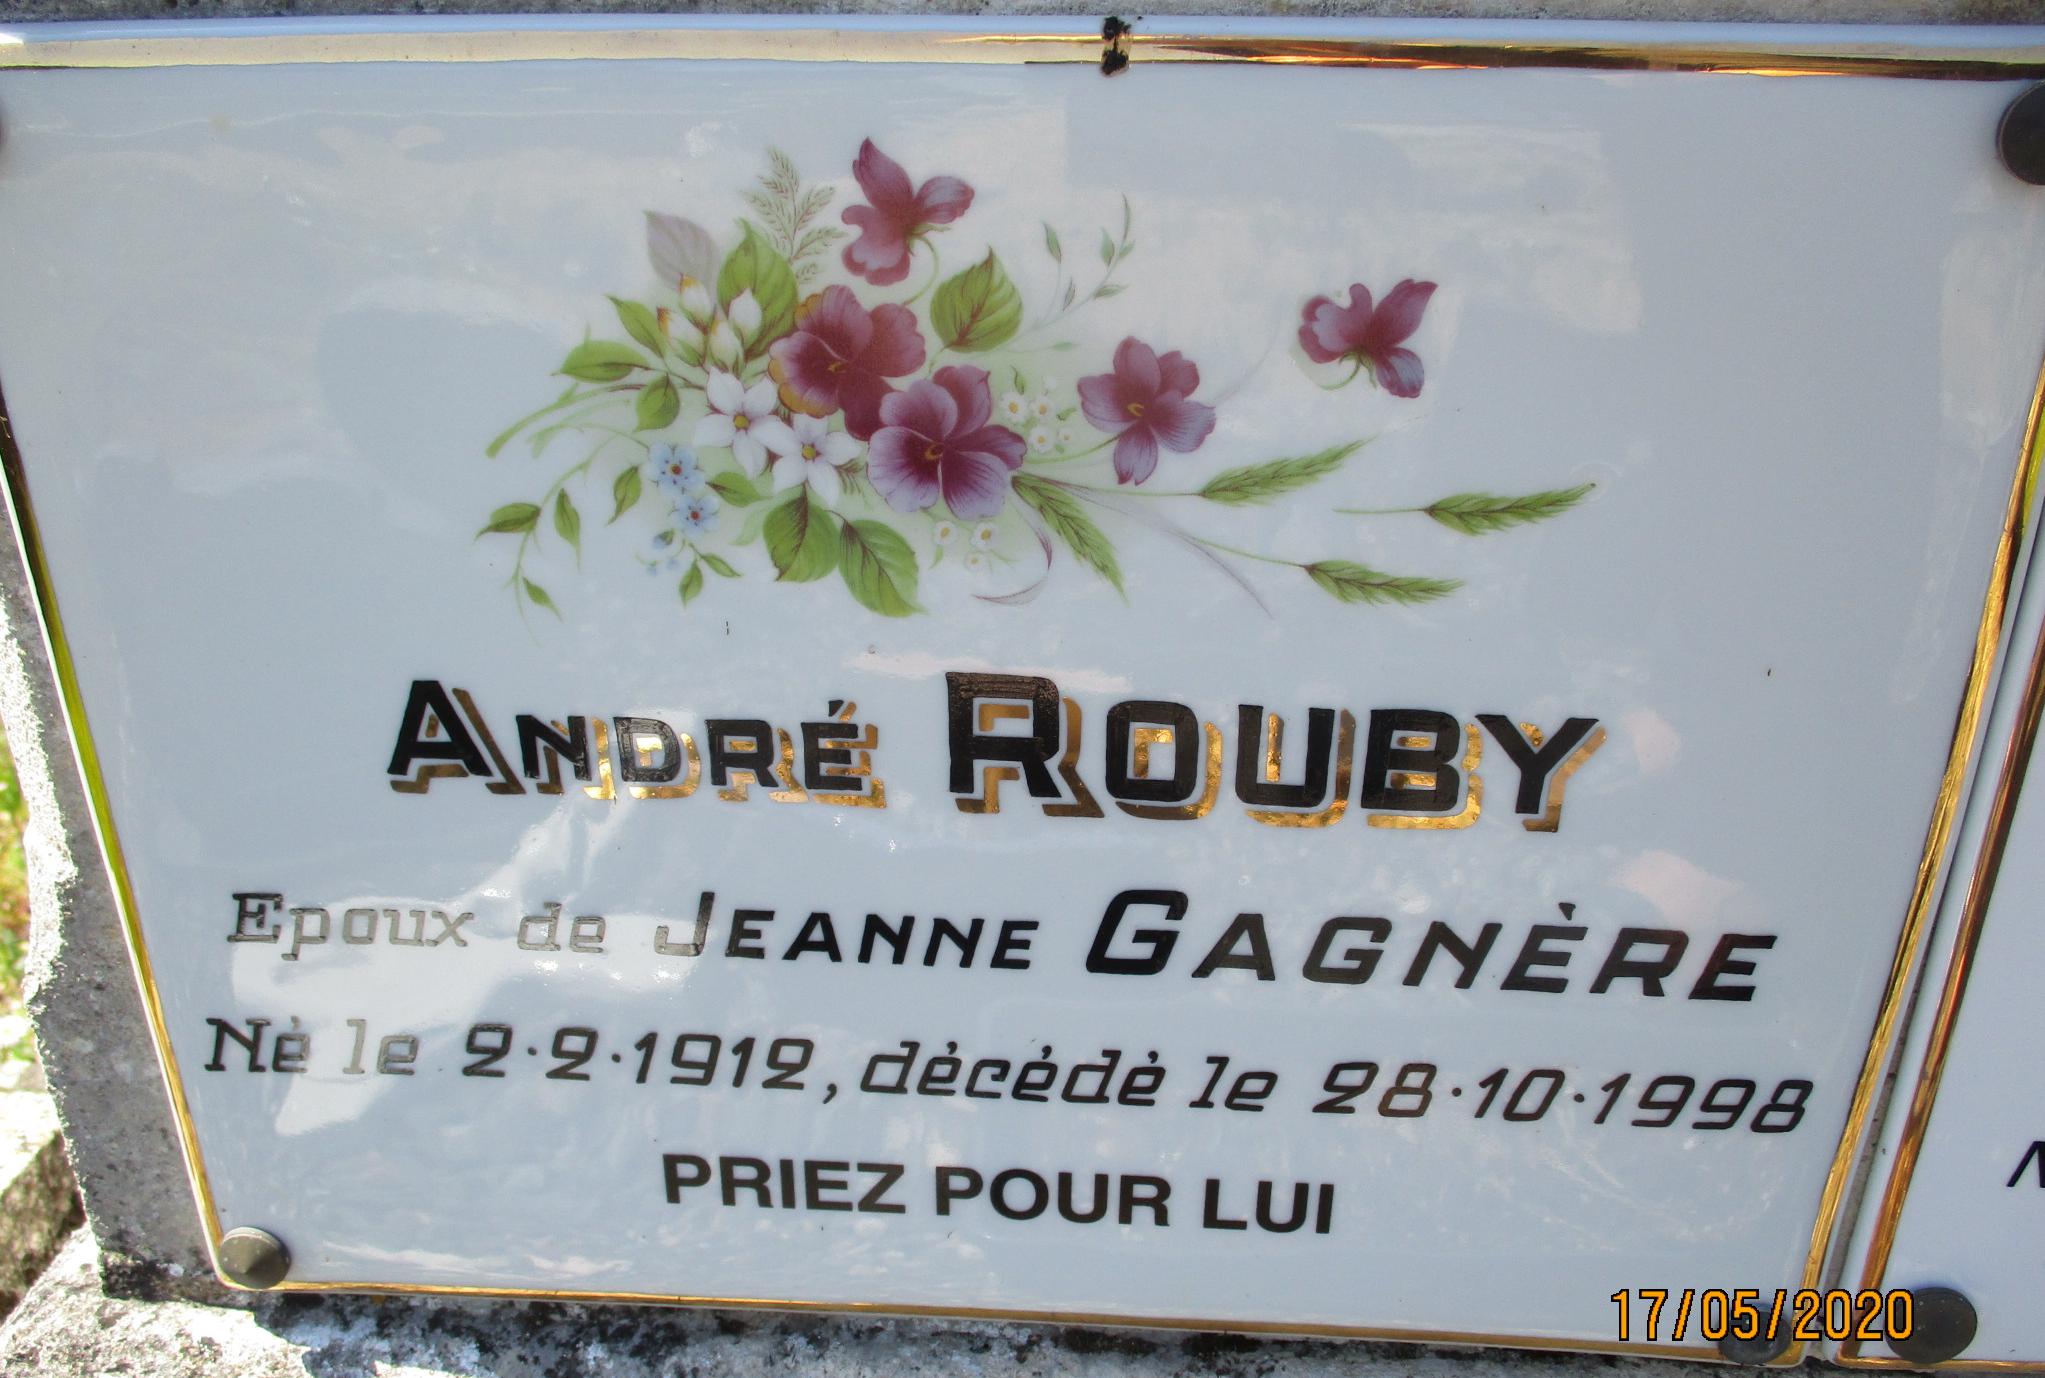 ANDRÉ ROUBY
Epoux de JEANNE GAGNÈRE
Né le 2·2·1912, décédé le 28·10·1998
PRIEZ POUR LUI
17/05/2020